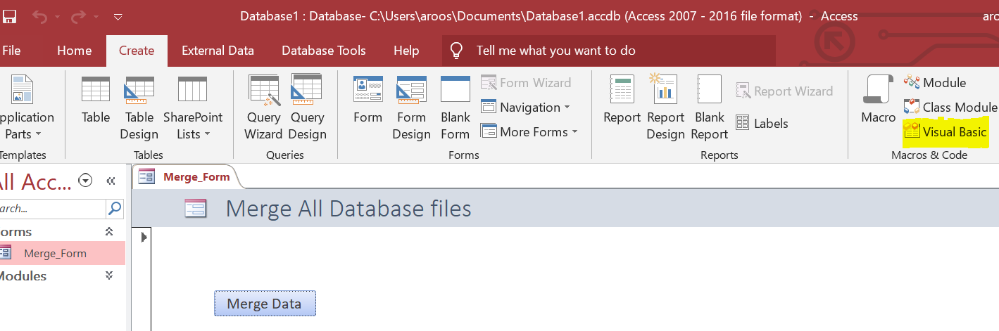 Database1 : Database- C:\Users\aroos\Documents\Database1.accdb (Access 2007 - 2016 file format) - Access aro
File Home Create External Data Database Tools Help Tell me what you want to do
Form Wizard Module
Report Wizard
Navigation Class Module
pplication Table Table SharePoint Query Query Form Form Blank Report Report Blank Macro
Labels
Parts Design Lists Wizard Design Design Form More Forms Design Report Visual Basic
Templates Tables Queries Forms Reports Macros & Code
All Acc... « Merge_Form
arch...
Merge All Database files
orms
Merge_Form
Modules
Merge Data